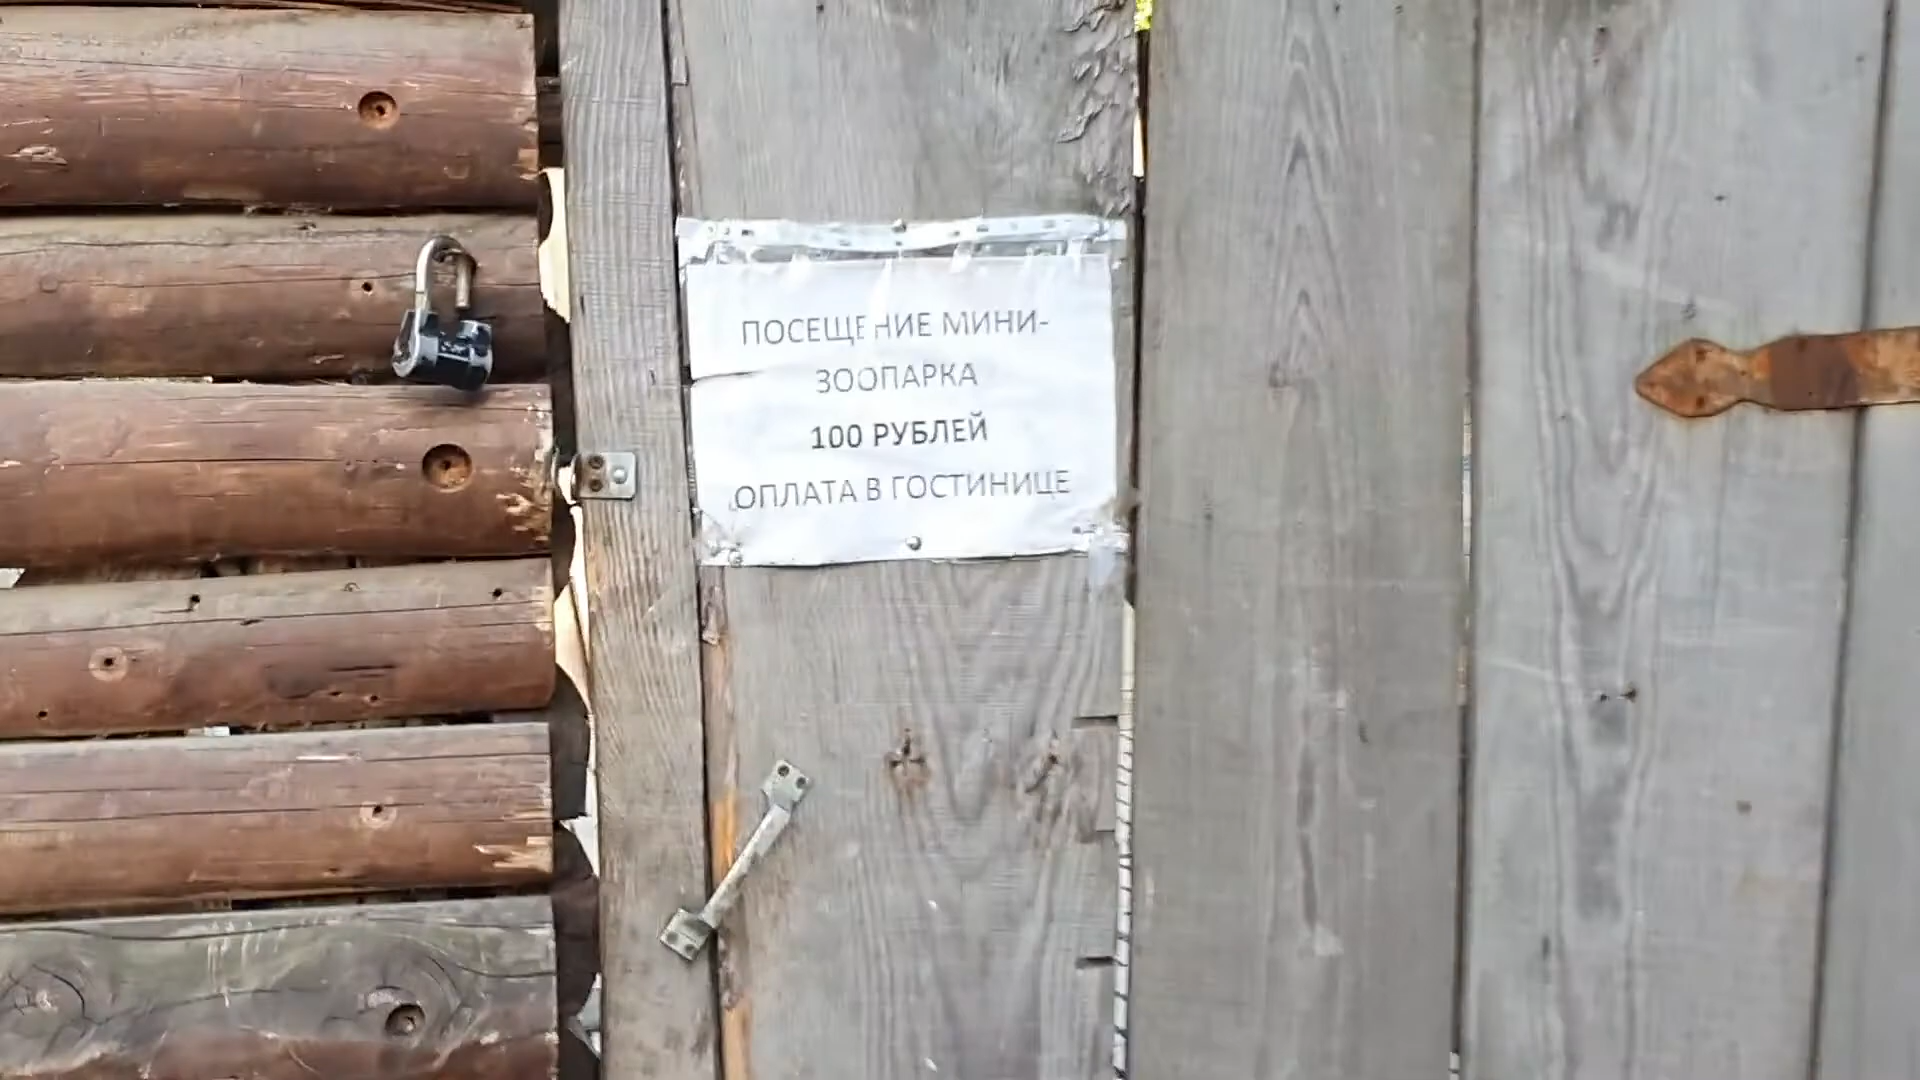 ПОСЕЩЕНИЕ МИНИ-
ЗООПАРКА
100 РУБЛЕЙ
ОПЛАТА В ГОСТИНИЦЕ